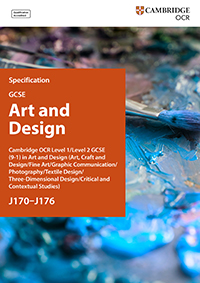 Qualification
Accredited
CAMBRIDGE
OCR
Specification
GCSE
Art and
Design
Cambridge OCR Level 1/Level 2 GCSE
(9-1) in Art and Design (Art, Craft and
Design/Fine Art/Graphic Communication/
Photography/Textile Design/
Three-Dimensional Design/Critical and
Contextual Studies)
J170–J176